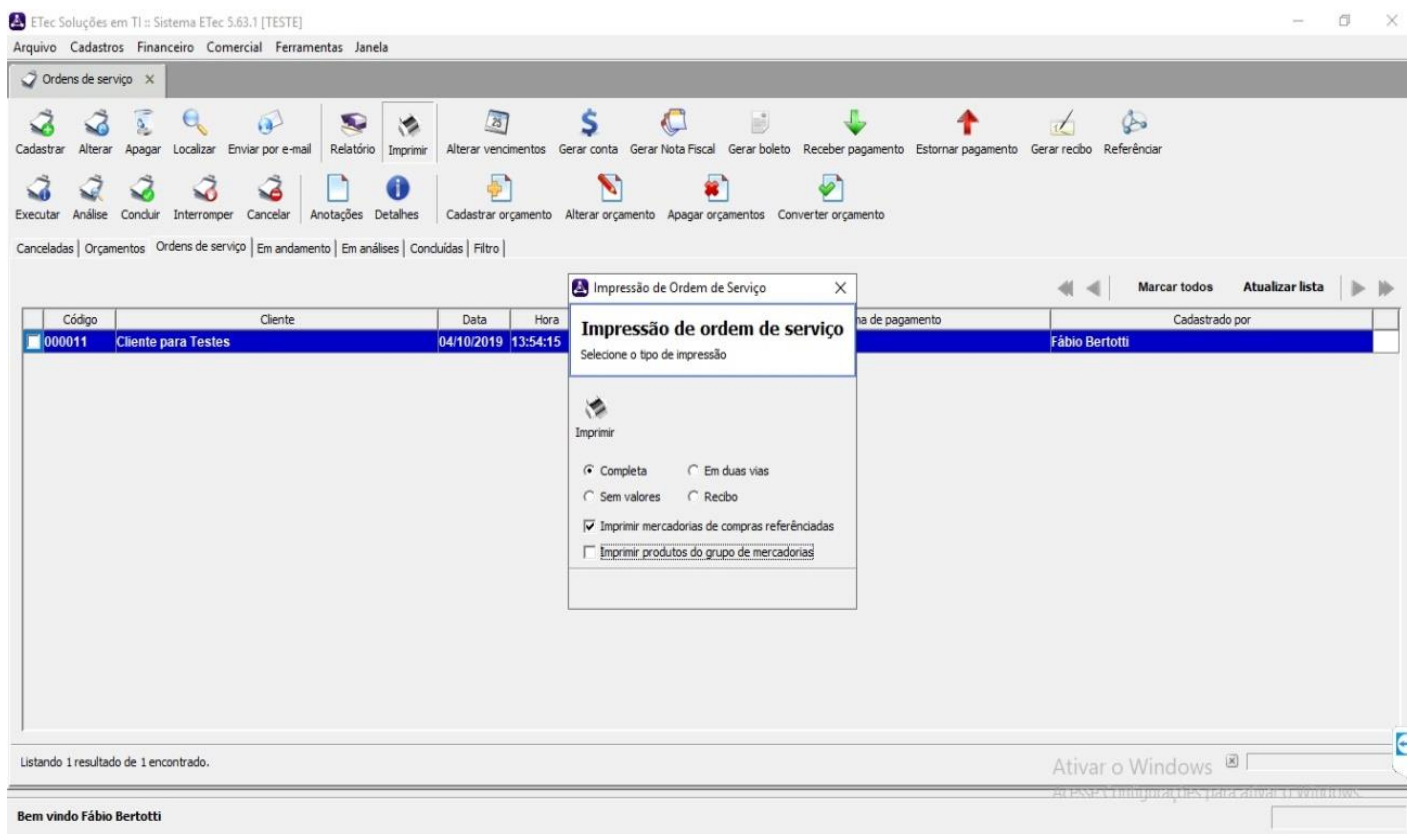 ETec Soluções em TI :: Sistema ETec 5.63.1 [TESTE]
Arquivo Cadastros Financeiro Comercial Ferramentas Janela
Ordens de serviço
Cadastrar Alterar Apagar Localizar Enviar por e-mail Relatório Imprimir Alterar vencimentos Gerar conta Gerar Nota Fiscal Gerar boleto Receber pagamento Estornar pagamento Gerar recibo Referênciar
Executar Análise Concluir Interromper Cancelar Anotações Detalhes Cadastrar orçamento Alterar orçamento Apagar orçamentos Converter orçamento
Canceladas Orçamentos Ordens de serviço Em andamento Em análises Concluídas Filtro
Marcar todos Atualizar lista
Código Cliente Data Hora de pagamento Cadastrado por
000011 Cliente para Testes 04/10/2019 13:54:15 Fábio Bertotti
Impressão de Ordem de Serviço
Impressão de ordem de serviço
Selecione o tipo de impressão
Imprimir
Completa Em duas vias
Sem valores Recibo
Imprimir mercadorias de compras referênciadas
Imprimir produtos do grupo de mercadorias
Listando 1 resultado de 1 encontrado.
Ativar o Windows
Acesse Configurações para ativar o Windows.
Bem vindo Fábio Bertotti